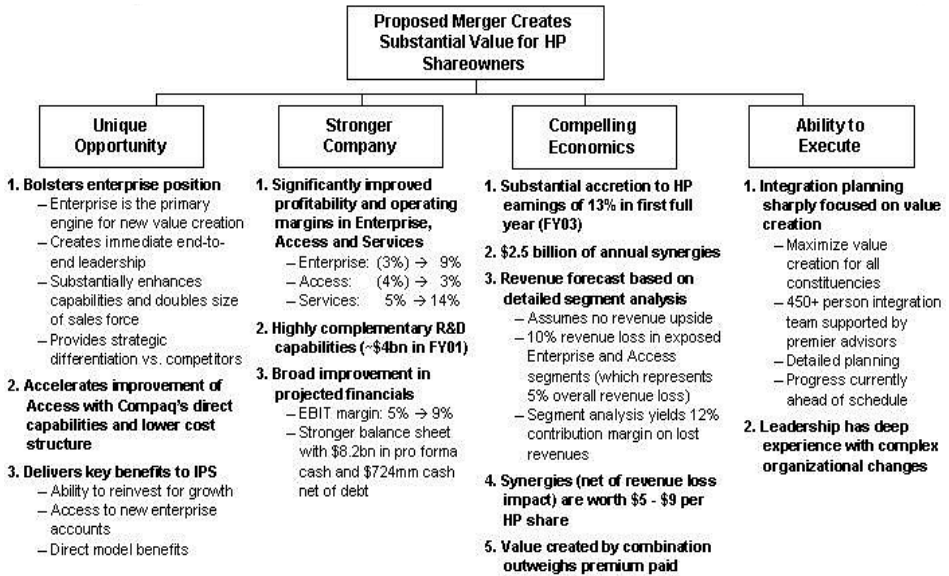 Proposed Merger Creates
Substantial Value for HP
Shareowners
Unique
Opportunity
1. Bolsters enterprise position
– Enterprise is the primary
engine for new value creation
– Creates immediate end-to-
end leadership
– Substantially enhances
capabilities and doubles size
of sales force
– Provides strategic
differentiation vs. competitors
2. Accelerates improvement of
Access with Compaq's direct
capabilities and lower cost
structure
3. Delivers key benefits to IPS
– Ability to reinvest for growth
– Access to new enterprise
accounts
– Direct model benefits
Stronger
Company
1. Significantly improved
profitability and operating
margins in Enterprise,
Access and Services
– Enterprise: (3%) → 9%
– Access: (4%) → 3%
– Services: 5% → 14%
2. Highly complementary R&D
capabilities (~$4bn in FY01)
3. Broad improvement in
projected financials
– EBIT margin: 5% → 9%
– Stronger balance sheet
with $8.2bn in pro forma
cash and $724mm cash
net of debt
Compelling
Economics
1. Substantial accretion to HP
earnings of 13% in first full
year (FY03)
2. $2.5 billion of annual synergies
3. Revenue forecast based on
detailed segment analysis
– Assumes no revenue upside
– 10% revenue loss in exposed
Enterprise and Access
segments (which represents
5% overall revenue loss)
– Segment analysis yields 12%
contribution margin on lost
revenues
4. Synergies (net of revenue loss
impact) are worth $5 - $9 per
HP share
5. Value created by combination
outweighs premium paid
Ability to
Execute
1. Integration planning
sharply focused on value
creation
– Maximize value
creation for all
constituencies
– 450+ person integration
team supported by
premier advisors
– Detailed planning
– Progress currently
ahead of schedule
2. Leadership has deep
experience with complex
organizational changes